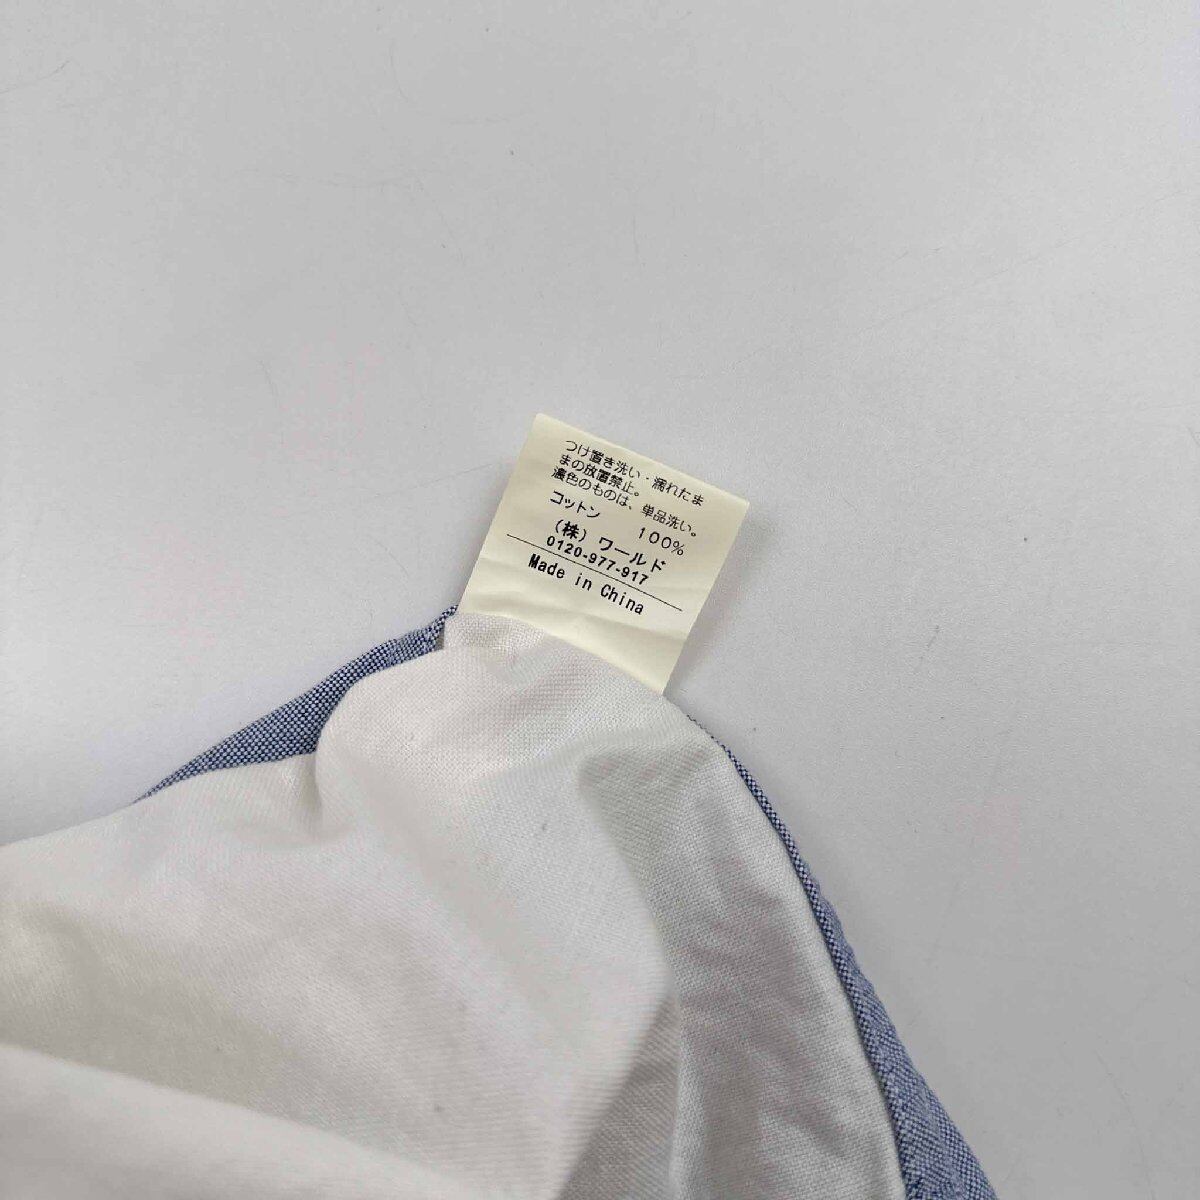 つけ置き洗い・濡れたま
まの放置禁止。
濃色のものは、単品洗い。
コットン 100%
(株) ワールド
0120-977-917
Made in China